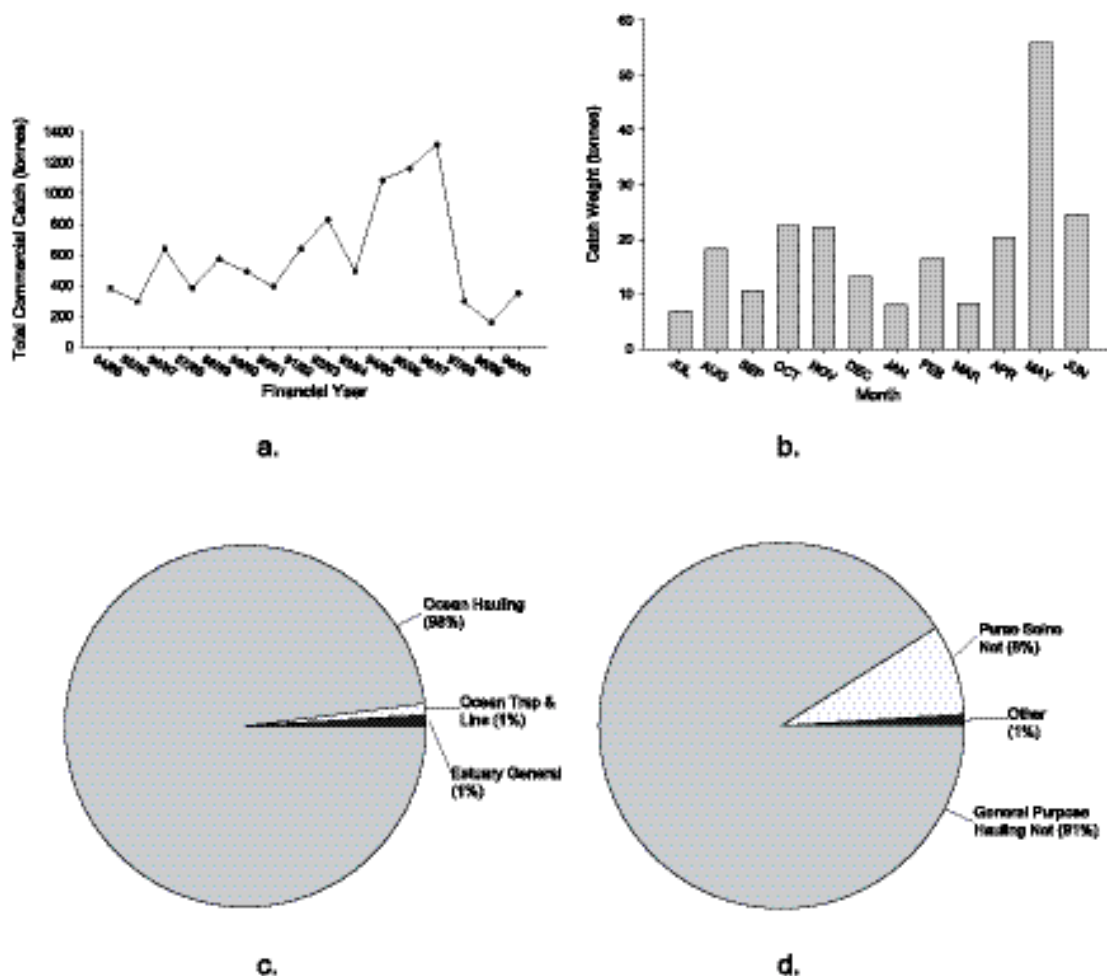 Total Commercial Catch (tonnes)
1400
1200
1000
800
600
400
200
0
Financial Year
a.
Catch Weight (tonnes)
60
50
40
30
20
10
0
JUL
AUG
SEP
OCT
NOV
DEC
JAN
FEB
MAR
APR
MAY
JUN
Month
b.
Ocean Hauling
(98%)
Ocean Trap &
Line (1%)
Estuary General
(1%)
c.
Purse Seine
Net (8%)
Other
(1%)
General Purpose
Hauling Net (91%)
d.